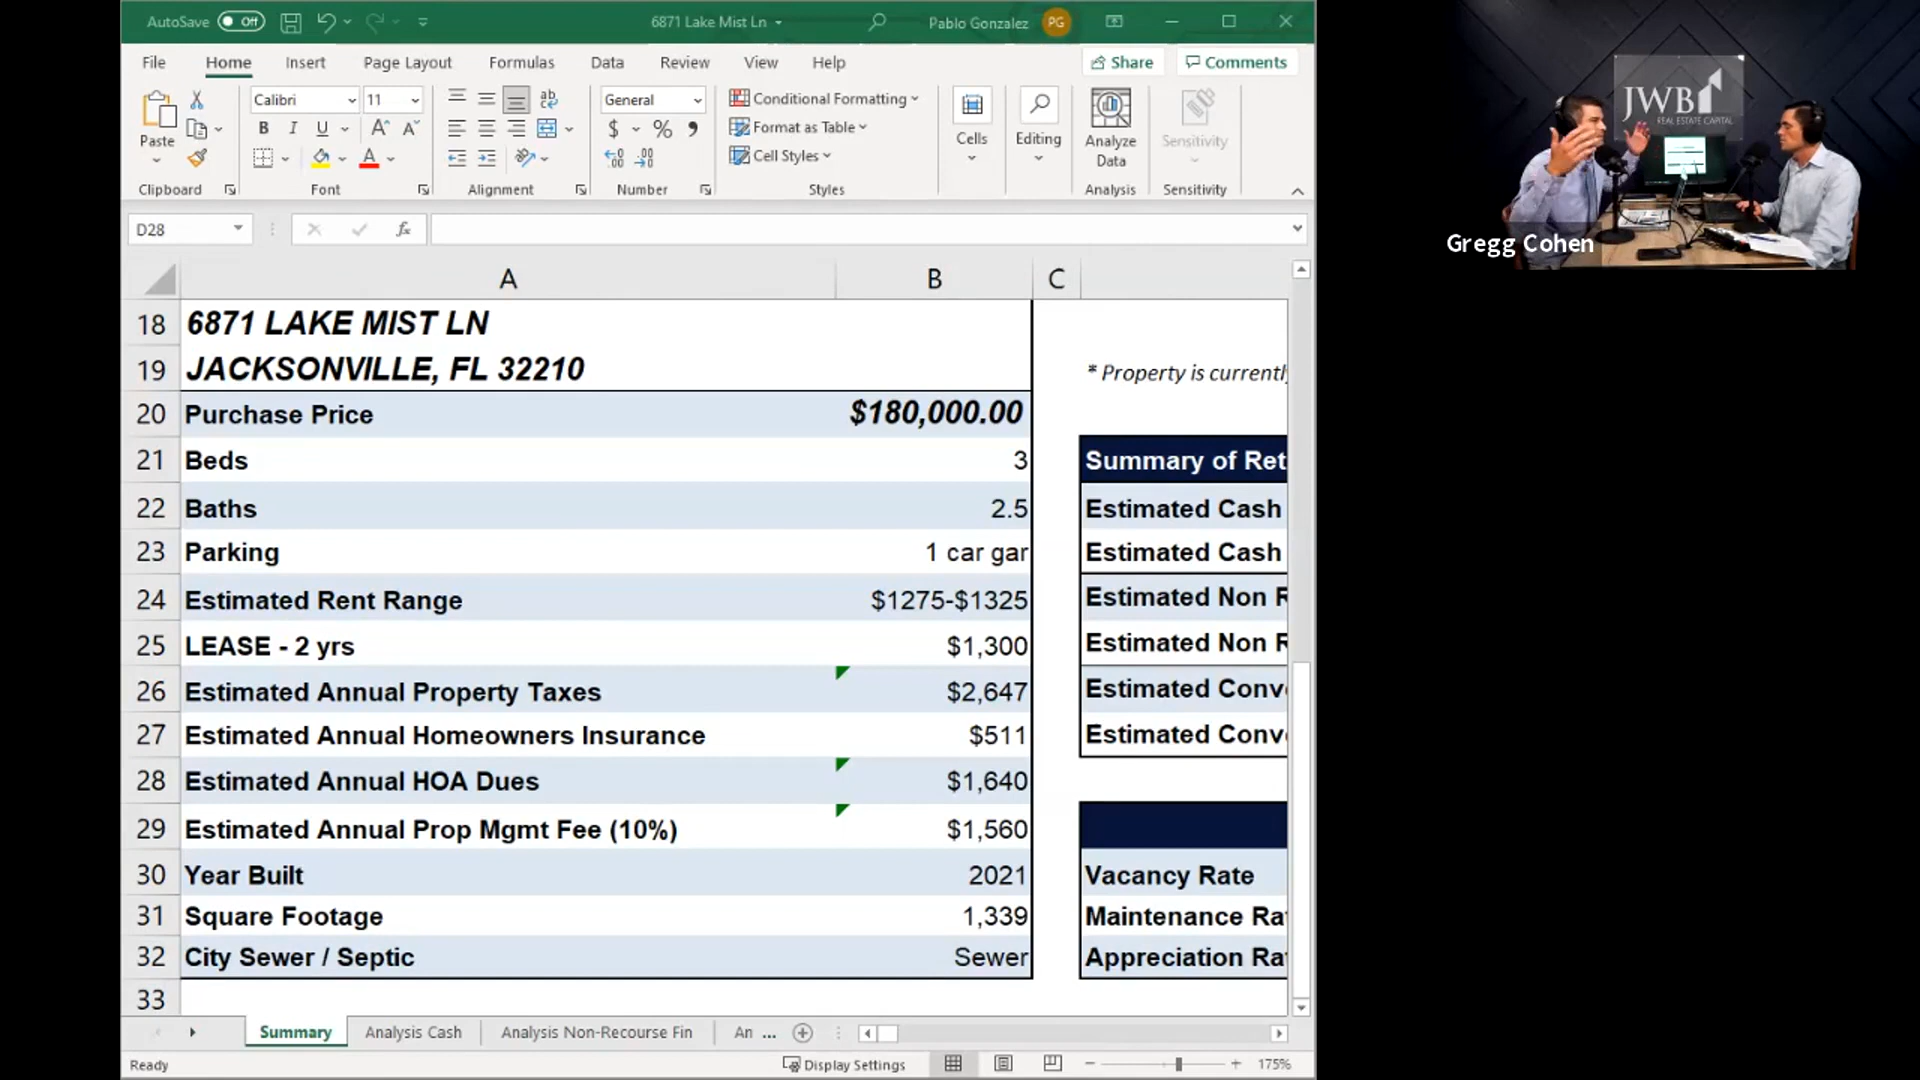 AutoSave Off 6871 Lake Mist Ln Pablo Gonzalez PG
File Home Insert Page Layout Formulas Data Review View Help Share Comments
Paste Calibri 11 General Conditional Formatting Format as Table Cell Styles Cells Editing Analyze Data Sensitivity
Clipboard Font Alignment Number Styles Analysis Sensitivity
D28 fx
A B C
18 6871 LAKE MIST LN
19 JACKSONVILLE, FL 32210 * Property is currently
20 Purchase Price $180,000.00
21 Beds 3 Summary of Ret
22 Baths 2.5 Estimated Cash
23 Parking 1 car gar Estimated Cash
24 Estimated Rent Range $1275-$1325 Estimated Non R
25 LEASE - 2 yrs $1,300 Estimated Non R
26 Estimated Annual Property Taxes $2,647 Estimated Conv
27 Estimated Annual Homeowners Insurance $511 Estimated Conv
28 Estimated Annual HOA Dues $1,640
29 Estimated Annual Prop Mgmt Fee (10%) $1,560
30 Year Built 2021 Vacancy Rate
31 Square Footage 1,339 Maintenance Ra
32 City Sewer / Septic Sewer Appreciation Ra
33
Summary Analysis Cash Analysis Non-Recourse Fin An ...
Ready Display Settings 175%
JWB
REAL ESTATE CAPITAL
Gregg Cohen